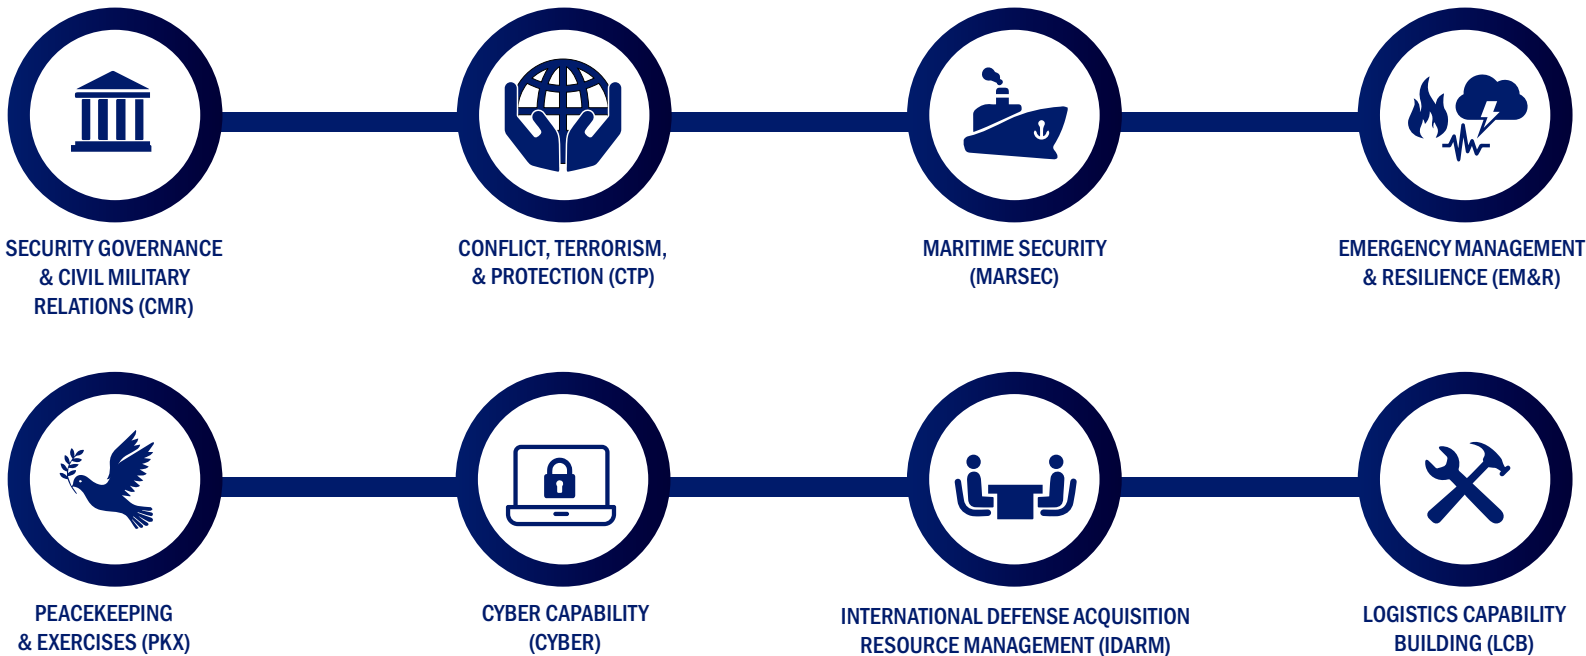 SECURITY GOVERNANCE
& CIVIL MILITARY
RELATIONS (CMR)
CONFLICT, TERRORISM,
& PROTECTION (CTP)
MARITIME SECURITY
(MARSEC)
EMERGENCY MANAGEMENT
& RESILIENCE (EM&R)
PEACEKEEPING
& EXERCISES (PKX)
CYBER CAPABILITY
(CYBER)
INTERNATIONAL DEFENSE ACQUISITION
RESOURCE MANAGEMENT (IDARM)
LOGISTICS CAPABILITY
BUILDING (LCB)